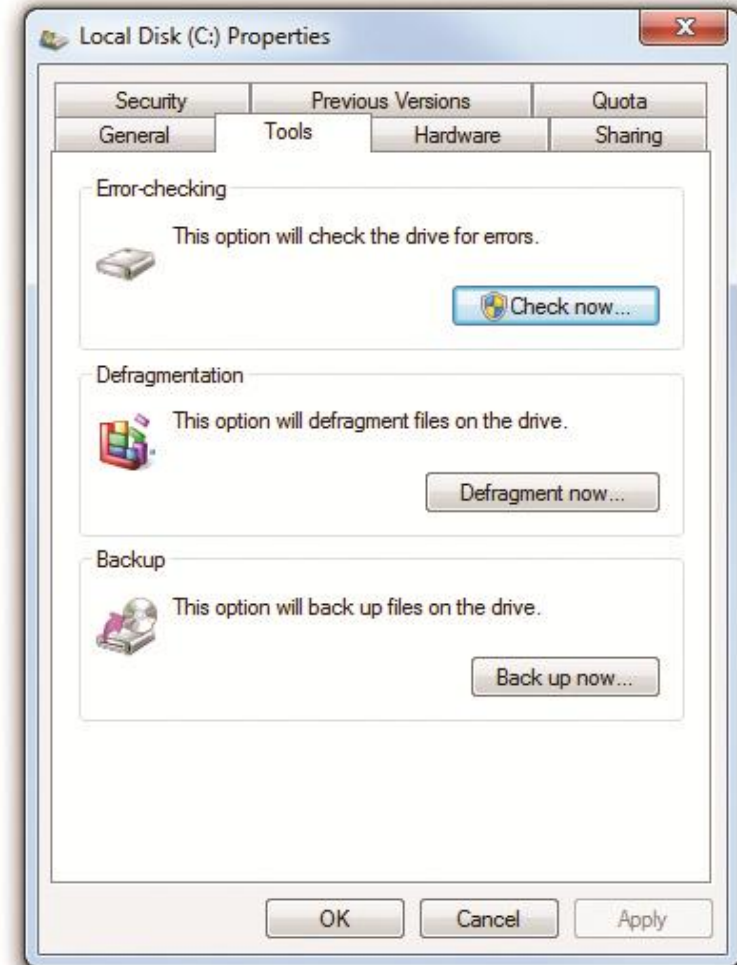 Local Disk (C:) Properties
Security Previous Versions Quota
General Tools Hardware Sharing
Error-checking
This option will check the drive for errors.
Check now...
Defragmentation
This option will defragment files on the drive.
Defragment now...
Backup
This option will back up files on the drive.
Back up now...
OK Cancel Apply